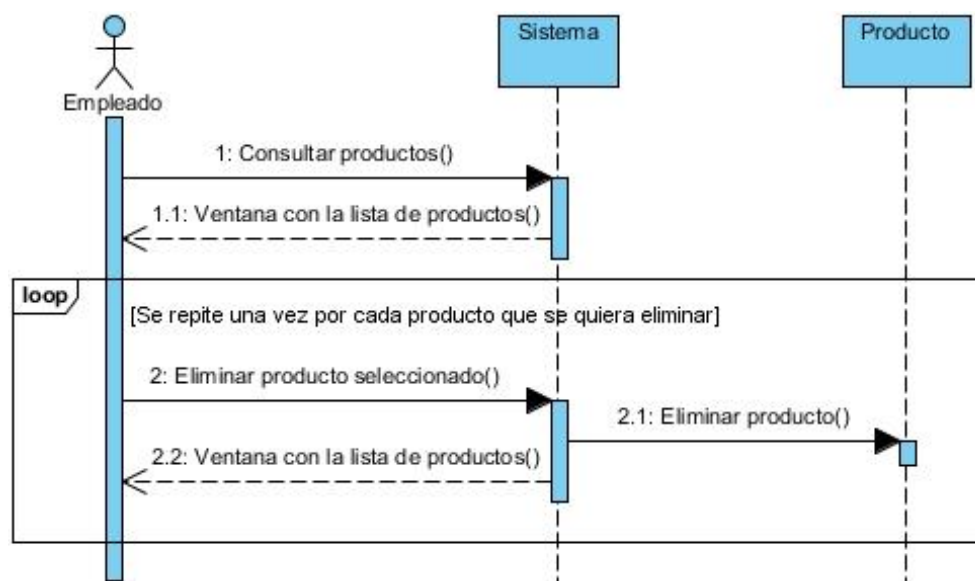 Sistema
Producto
Empleado
1: Consultar productos()
1.1: Ventana con la lista de productos()
loop
[Se repite una vez por cada producto que se quiera eliminar]
2: Eliminar producto seleccionado()
2.1: Eliminar producto()
2.2: Ventana con la lista de productos()